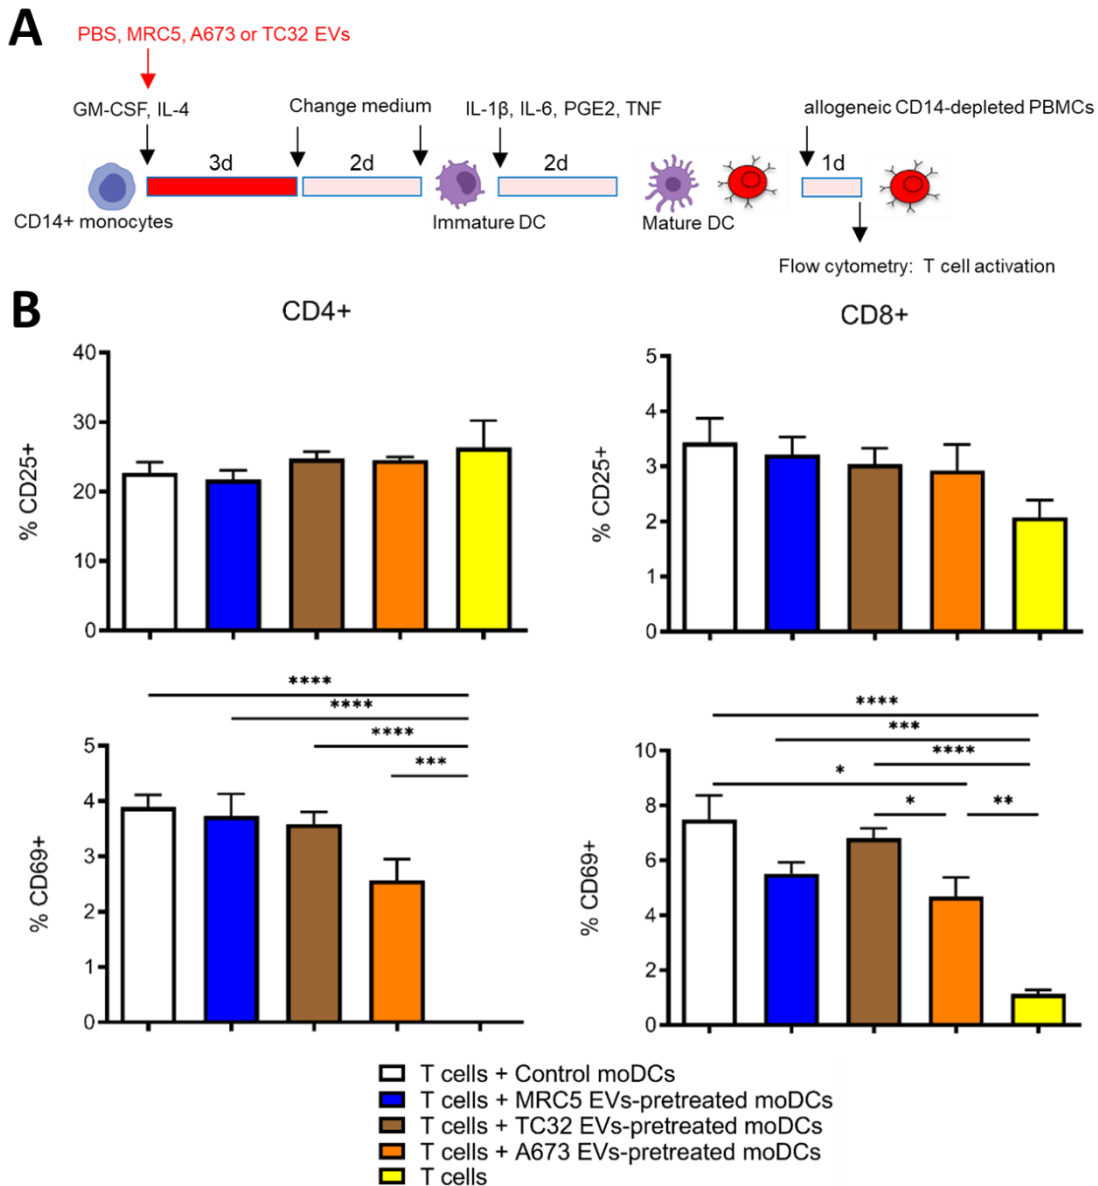 A
PBS, MRC5, A673 or TC32 EVs
GM-CSF, IL-4
Change medium
IL-1β, IL-6, PGE2, TNF
allogeneic CD14-depleted PBMCs
3d
2d
2d
1d
CD14+ monocytes
Immature DC
Mature DC
Flow cytometry: T cell activation
B
CD4+
CD8+
% CD25+
40
30
20
10
0
% CD25+
5
4
3
2
1
0
% CD69+
5
4
3
2
1
0
****
****
****
***
% CD69+
10
8
6
4
2
0
****
***
****
*
*
**
T cells + Control moDCs
T cells + MRC5 EVs-pretreated moDCs
T cells + TC32 EVs-pretreated moDCs
T cells + A673 EVs-pretreated moDCs
T cells